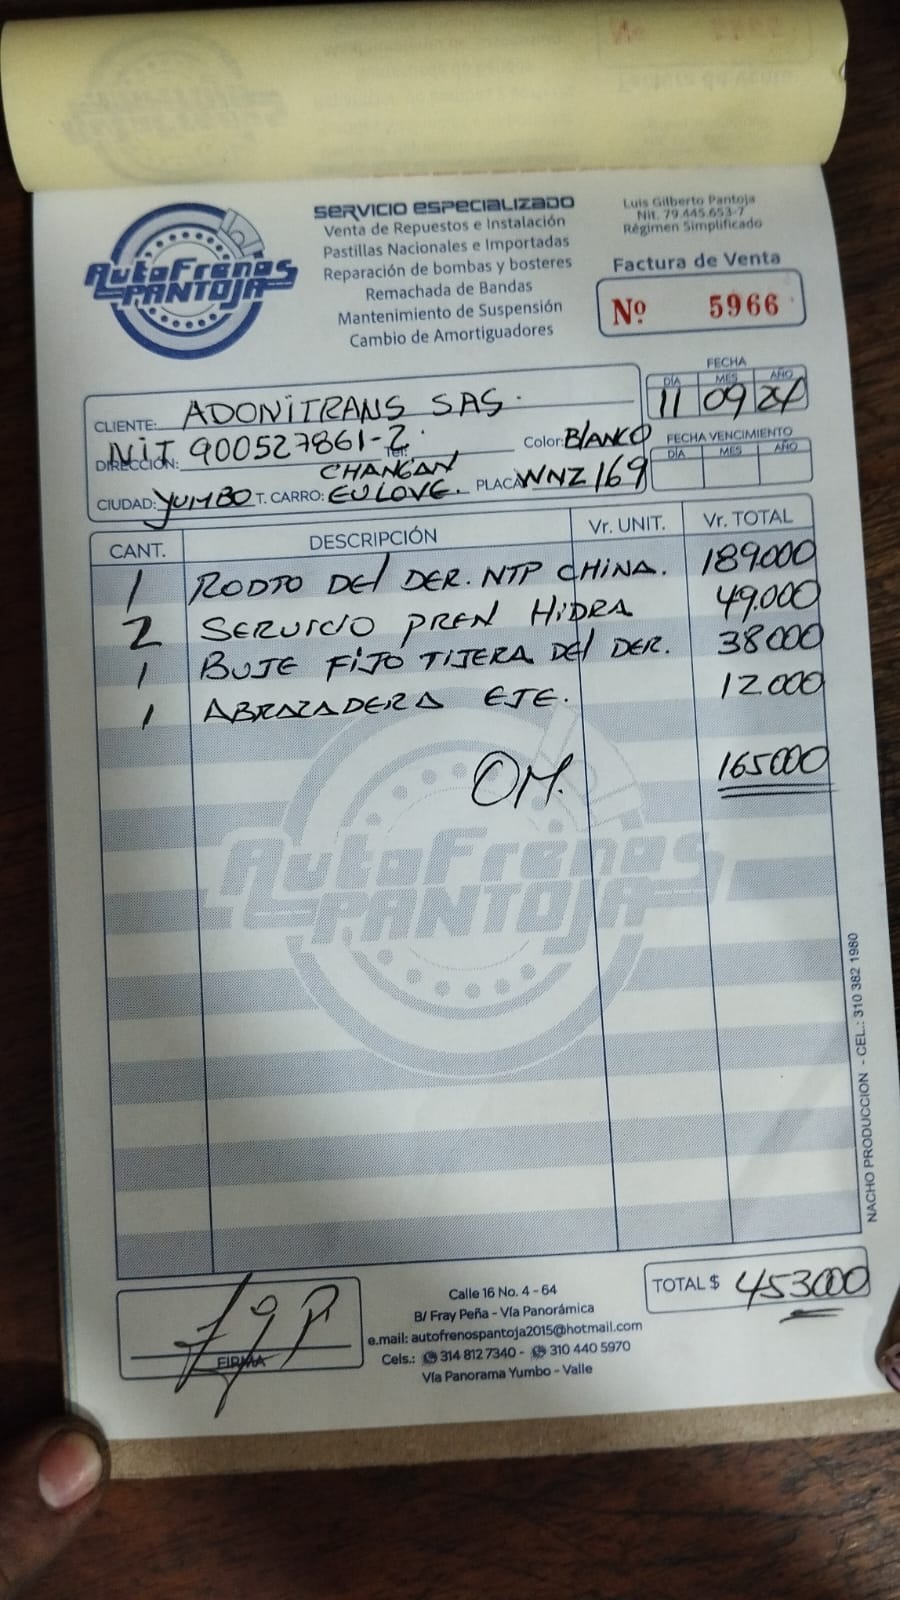 AutoFrenos
PANTOJA
SERVICIO ESPECIALIZADO
Venta de Repuestos e Instalación
Pastillas Nacionales e Importadas
Reparación de bombas y bosteres
Remachada de Bandas
Mantenimiento de Suspensión
Cambio de Amortiguadores
Luis Gilberto Pantoja
Nit. 79.445.653-7
Régimen Simplificado
Factura de Venta
Nº 5966
FECHA
DÍA MES AÑO
11 09 24
CLIENTE: ADONITRANS SAS.
NIT 900527861-2.
DIRECCIÓN: Tel: Color: BLANCO
FECHA VENCIMIENTO
DÍA MES AÑO
CHANGAN
CIUDAD: YUMBO T. CARRO: EULOVE. PLACA WNZ169
CANT. DESCRIPCIÓN Vr. UNIT. Vr. TOTAL
1 RODTO DEL DER. NTP CHINA. 189.000
2 SERVICIO PREN HIDRA 49.000
1 BUJE FIJO TIJERA DEL DER. 38000
1 ABRAZADERA EJE. 12.000
OM. 165000
AutoFrenos
PANTOJA
NACHO PRODUCCION - CEL.: 310 382 1980
TOTAL $ 453000
FIRMA
Calle 16 No. 4 - 64
B/ Fray Peña - Vía Panorámica
e.mail: autofrenospantoja2015@hotmail.com
Cels.: 314 812 7340 - 310 440 5970
Vía Panorama Yumbo - Valle